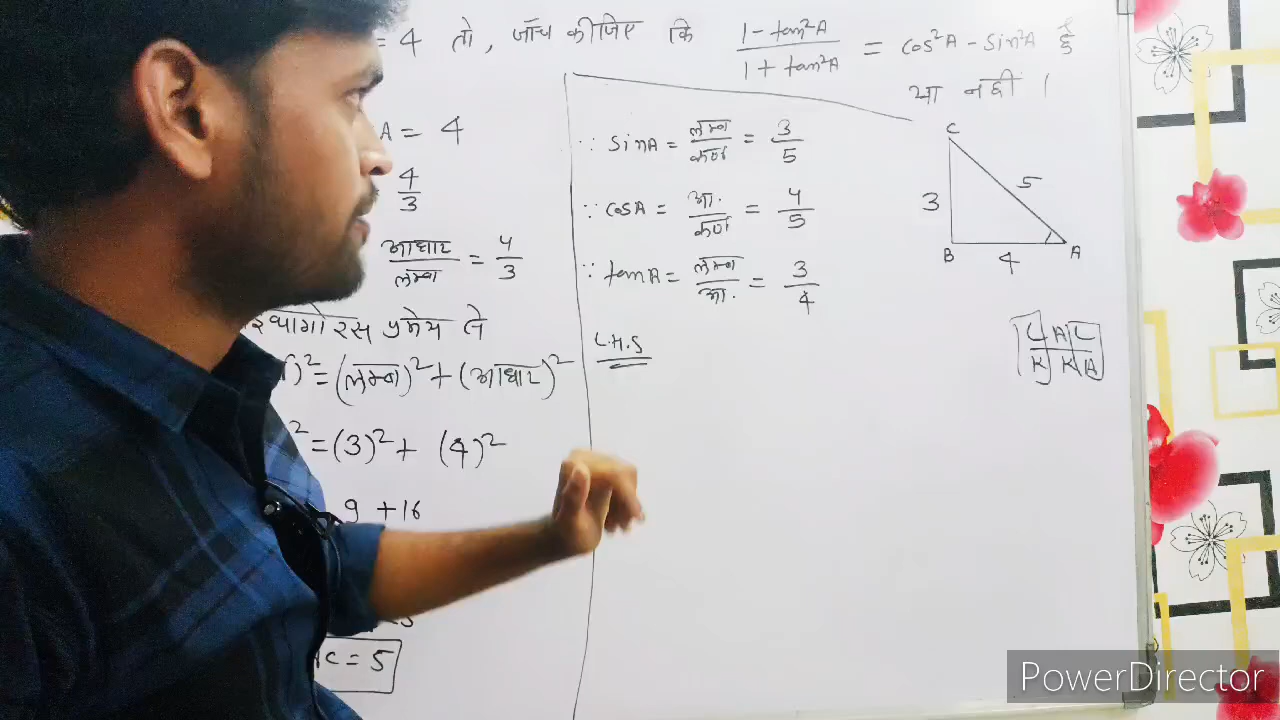 = 4 तो, जाँच कीजिए कि (1 - tan²A)/(1 + tan²A) = cos²A - sin²A है
या नहीं ।
A = 4
4/3
आधार/लम्ब = 4/3
पाइथागोरस प्रमेय से
)² = (लम्ब)² + (आधार)²
² = (3)² + (4)²
9 + 16
AC = 5
∵ sinA = लम्ब/कर्ण = 3/5
∵ cosA = आ./कर्ण = 4/5
∵ tanA = लम्ब/आ. = 3/4
L.H.S
C
3
5
B
4
A
L A L
K K A
PowerDirector